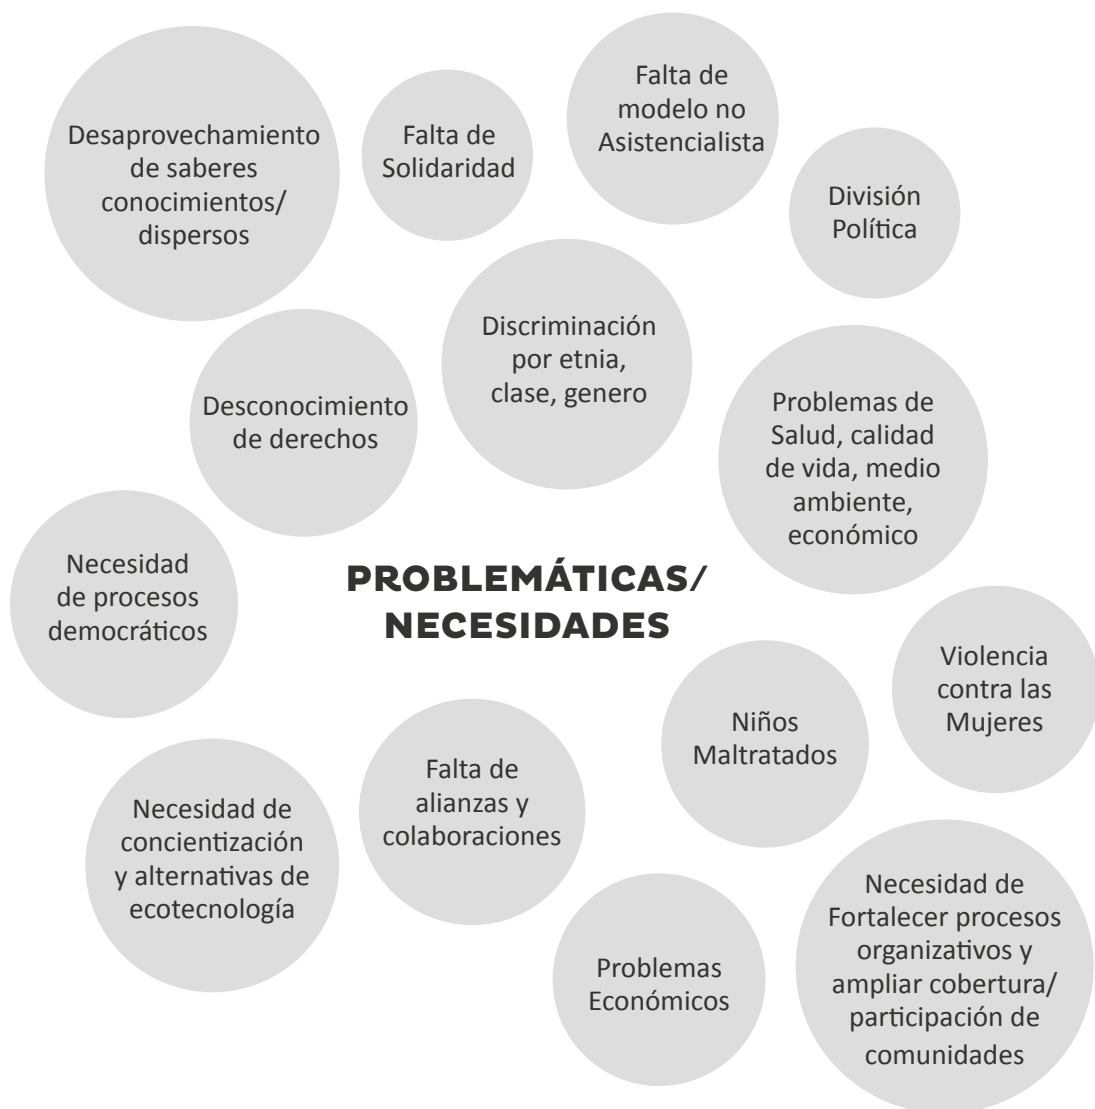 Desaprovechamiento
de saberes
conocimientos/
dispersos
Falta de
Solidaridad
Falta de
modelo no
Asistencialista
División
Política
Desconocimiento
de derechos
Discriminación
por etnia,
clase, genero
Problemas de
Salud, calidad
de vida, medio
ambiente,
económico
Necesidad
de procesos
democráticos
PROBLEMÁTICAS/
NECESIDADES
Violencia
contra las
Mujeres
Niños
Maltratados
Falta de
alianzas y
colaboraciones
Necesidad de
concientización
y alternativas de
ecotecnología
Problemas
Económicos
Necesidad de
Fortalecer procesos
organizativos y
ampliar cobertura/
participación de
comunidades